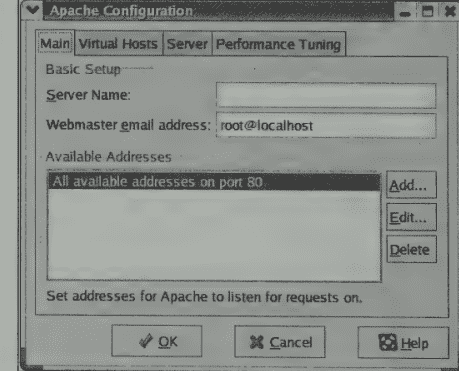 Apache Configuration
Main Virtual Hosts Server Performance Tuning
Basic Setup
Server Name:
Webmaster email address: root@localhost
Available Addresses
All available addresses on port 80.
Add...
Edit...
Delete
Set addresses for Apache to listen for requests on.
OK Cancel Help